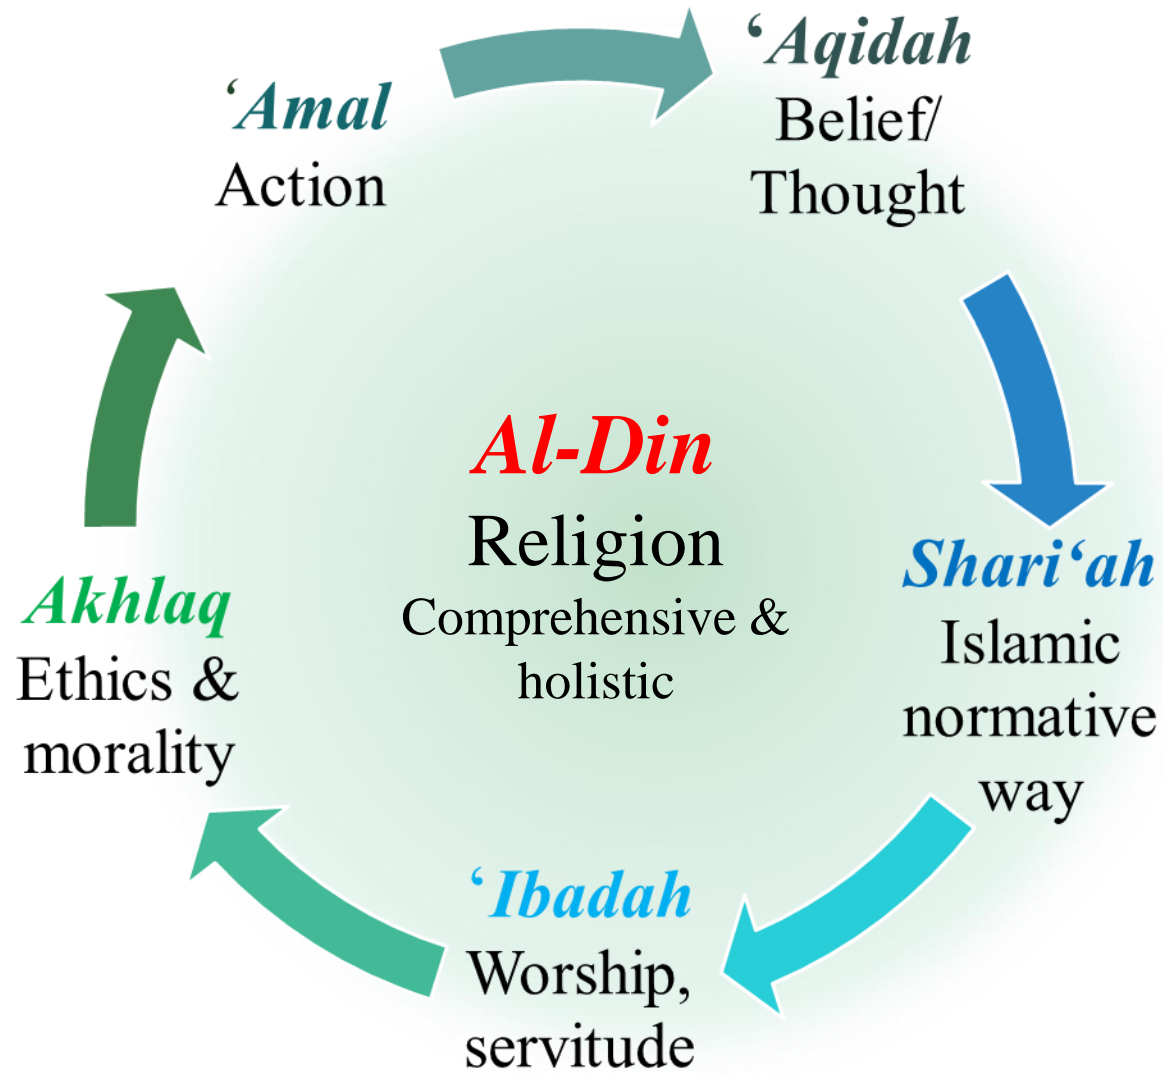 ‘Aqidah
Belief/
Thought
Shari‘ah
Islamic
normative
way
‘Ibadah
Worship,
servitude
Akhlaq
Ethics &
morality
‘Amal
Action
Al-Din
Religion
Comprehensive &
holistic